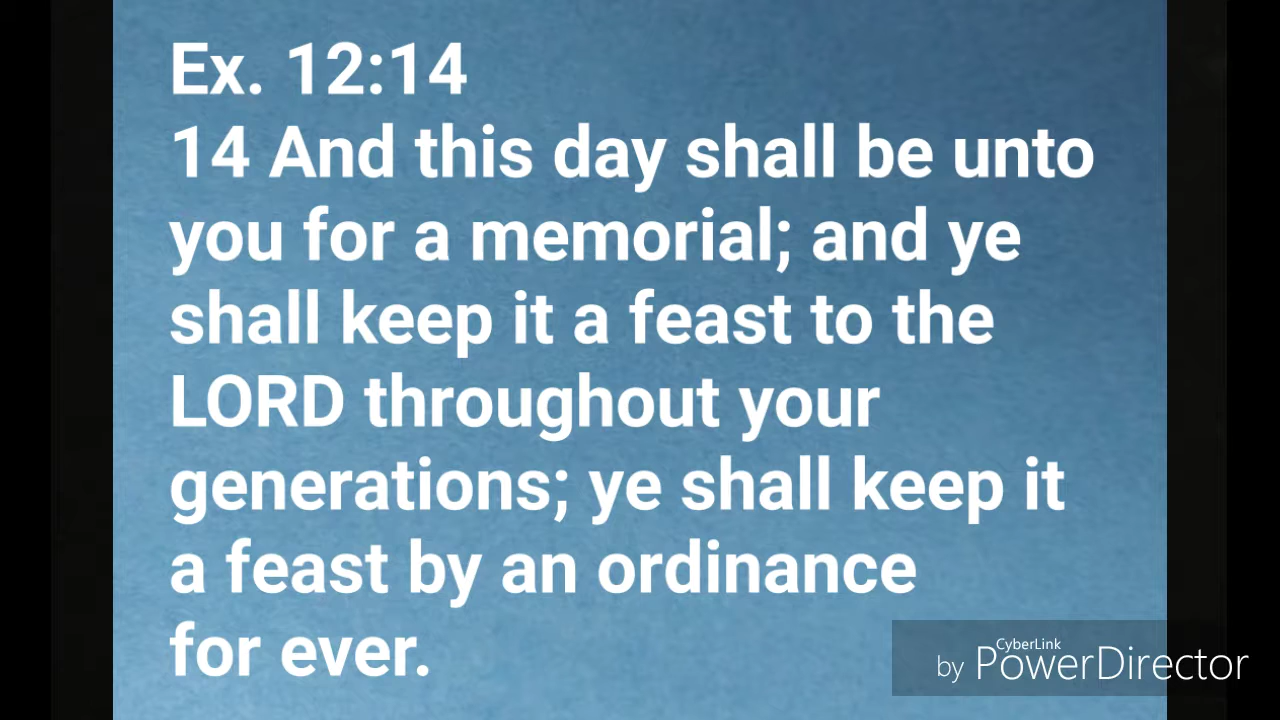 Ex. 12:14
14 And this day shall be unto
you for a memorial; and ye
shall keep it a feast to the
LORD throughout your
generations; ye shall keep it
a feast by an ordinance
for ever.
CyberLink
by PowerDirector